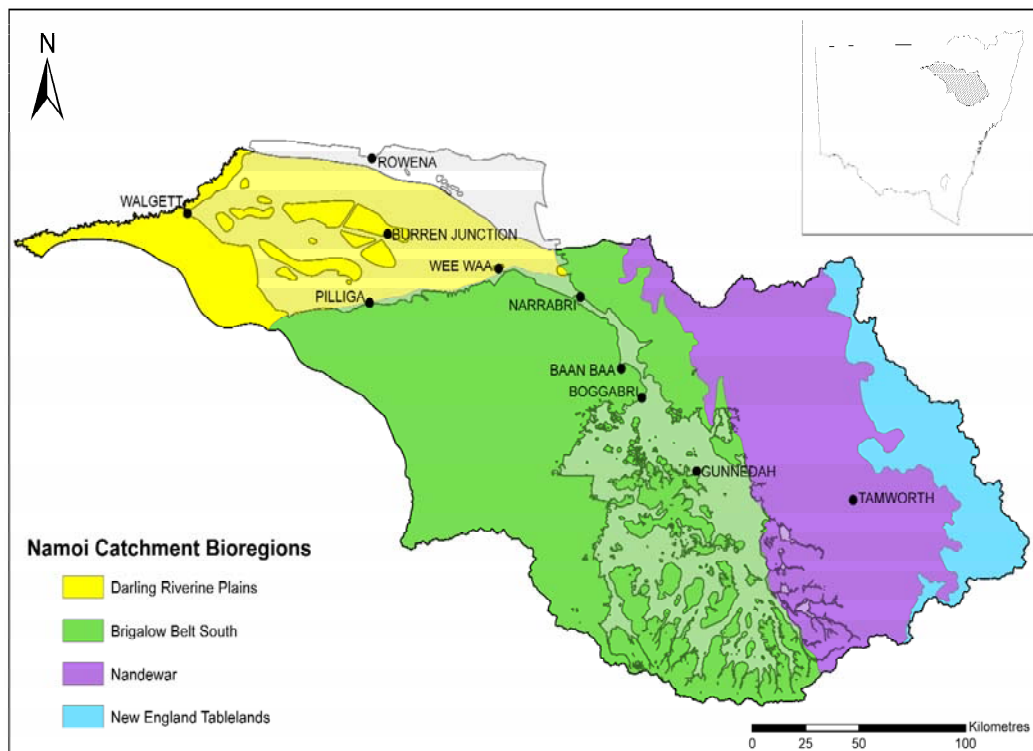 N
ROWENA
WALGETT
BURREN JUNCTION
WEE WAA
PILLIGA
NARRABRI
BAAN BAA
BOGGABRI
GUNNEDAH
TAMWORTH
Namoi Catchment Bioregions
Darling Riverine Plains
Brigalow Belt South
Nandewar
New England Tablelands
Kilometres
0 25 50 100